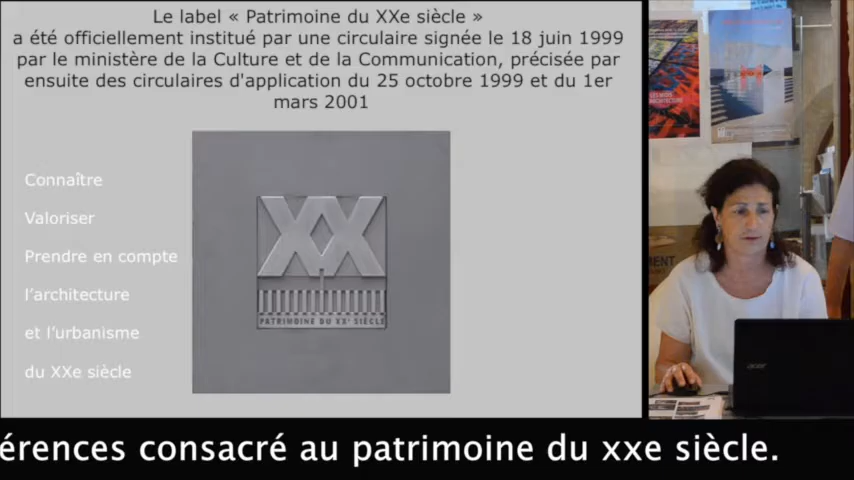 Le label « Patrimoine du XXe siècle »
a été officiellement institué par une circulaire signée le 18 juin 1999
par le ministère de la Culture et de la Communication, précisée par
ensuite des circulaires d'application du 25 octobre 1999 et du 1er
mars 2001
Connaître
Valoriser
Prendre en compte
l'architecture
et l'urbanisme
du XXe siècle
XX
PATRIMOINE DU XXe SIÈCLE
acer
érences consacré au patrimoine du xxe siècle.